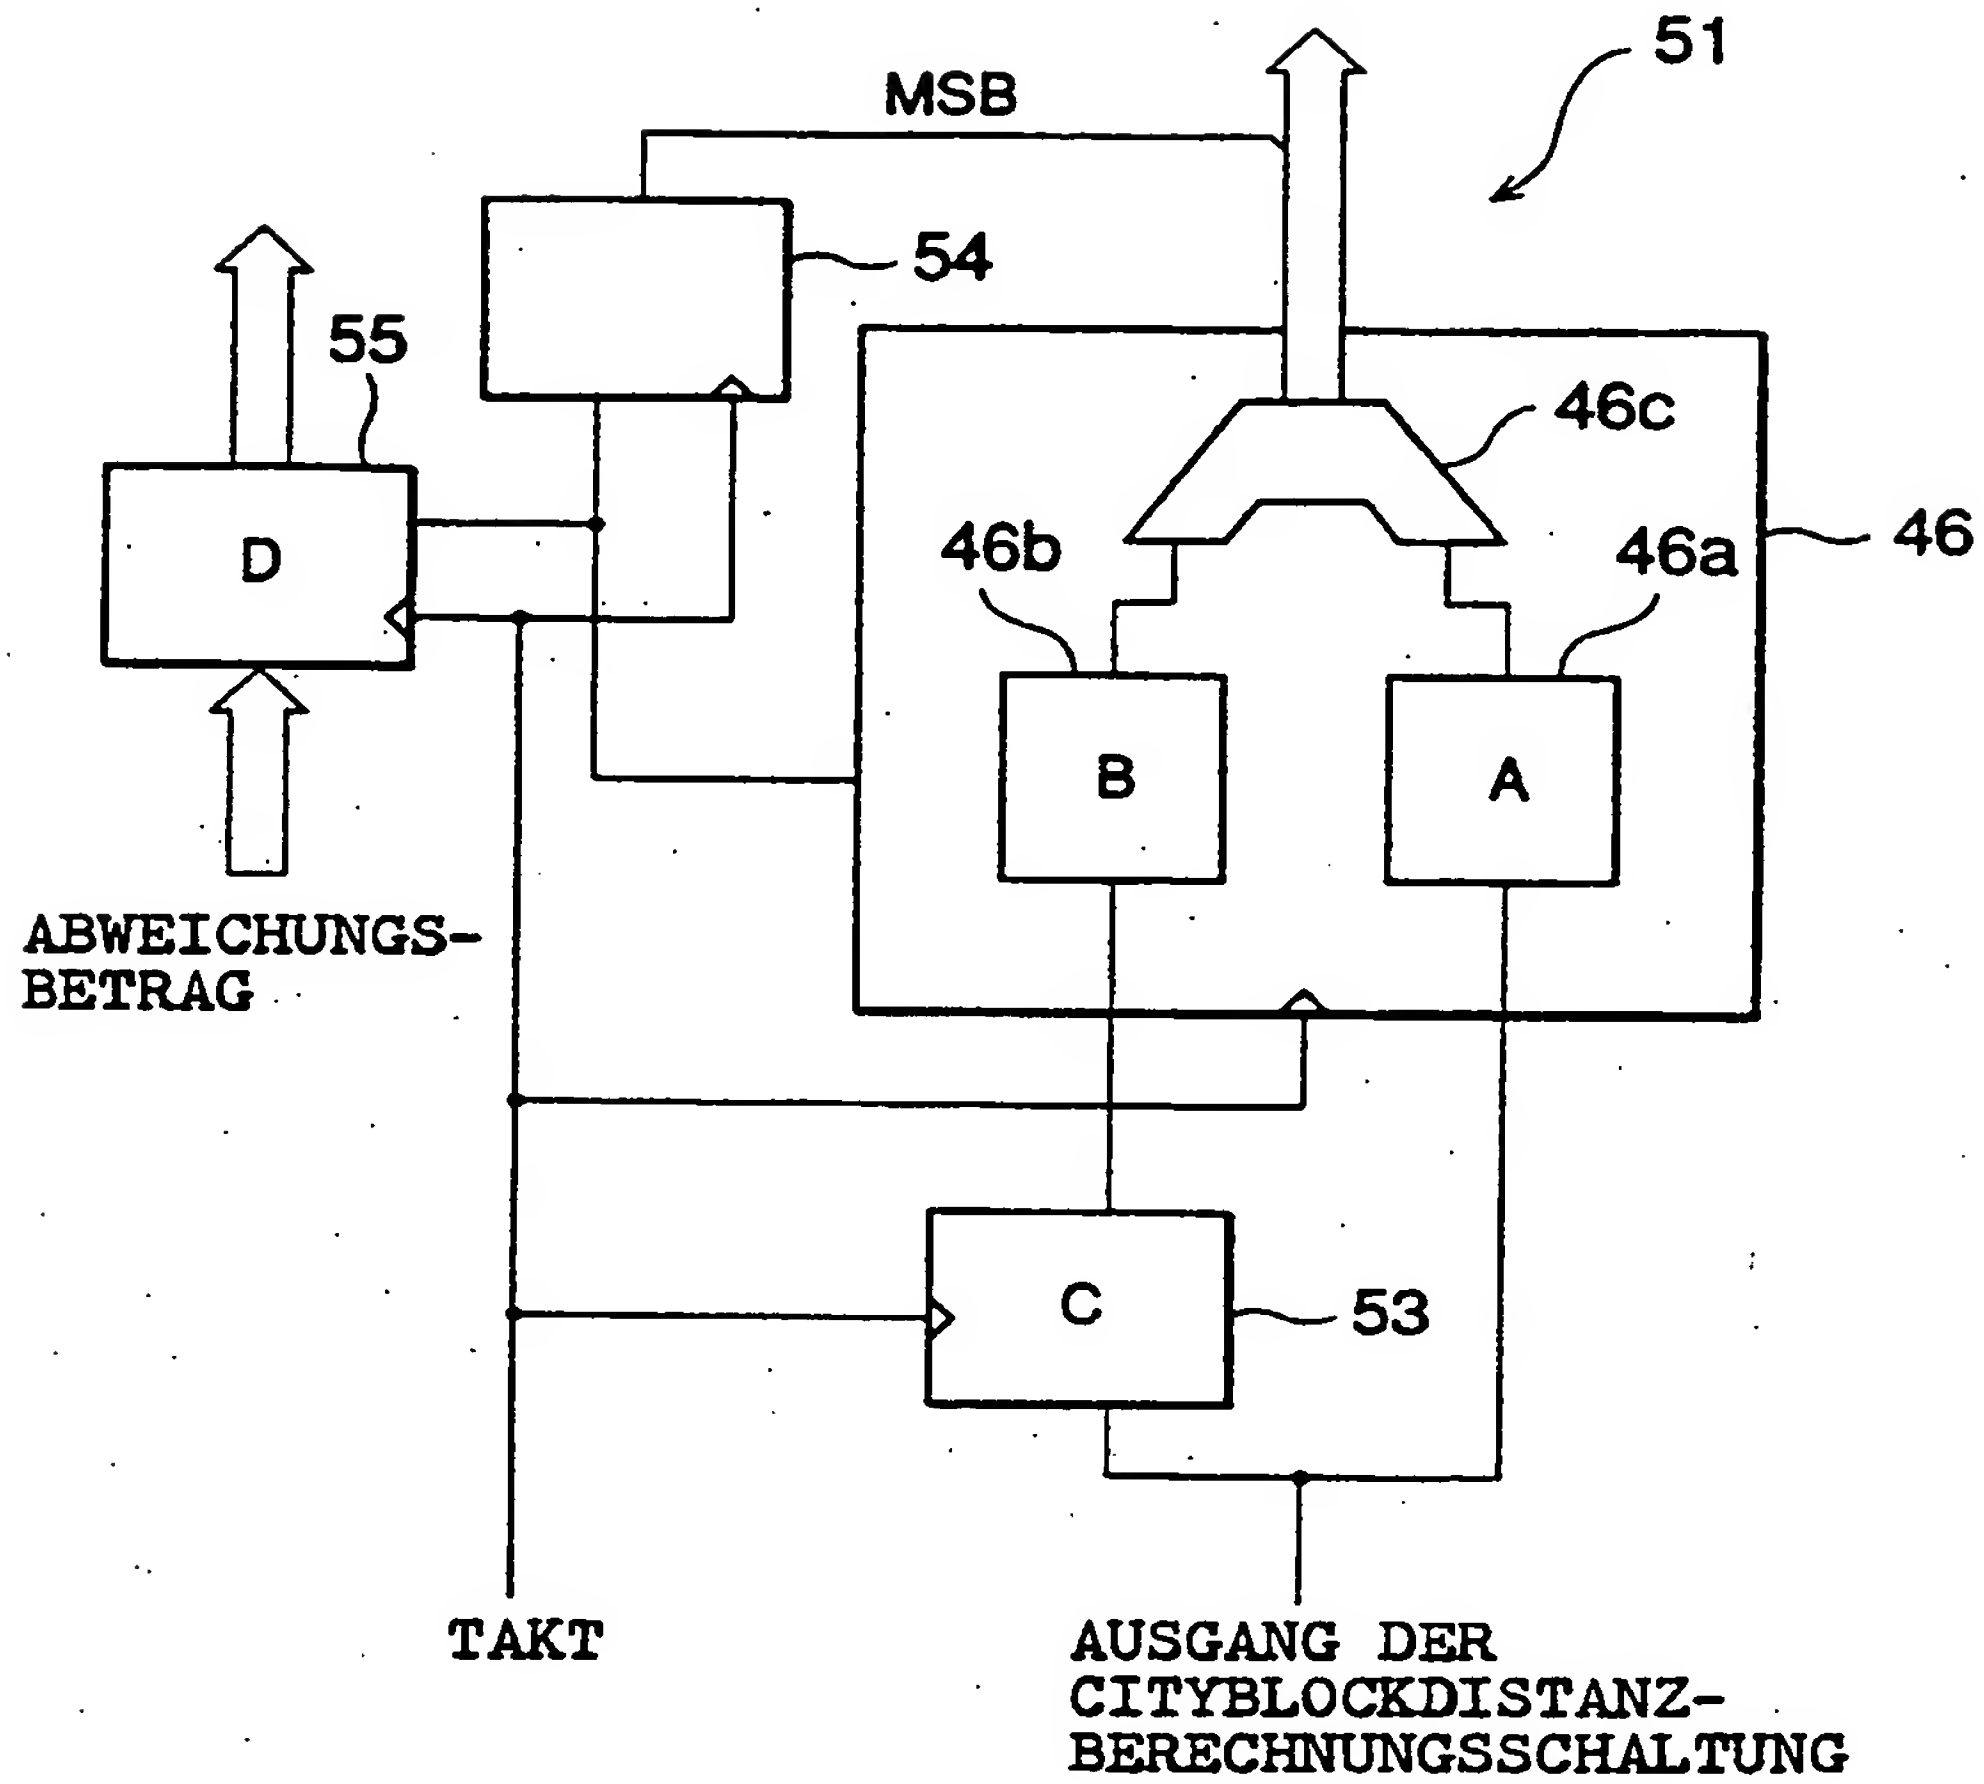 51
MSB
54
55
46c
D
46b
46a
46
B
A
ABWEICHUNGS-
BETRAG
C
53
TAKT
AUSGANG DER
CITYBLOCKDISTANZ-
BERECHNUNGSSCHALTUNG